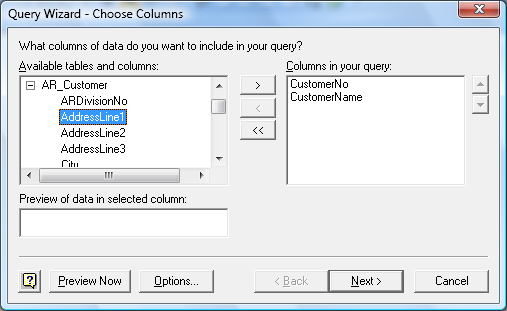 Query Wizard - Choose Columns
What columns of data do you want to include in your query?
Available tables and columns:
Columns in your query:
AR_Customer
ARDivisionNo
AddressLine1
AddressLine2
AddressLine3
City
>
<
<<
CustomerNo
CustomerName
Preview of data in selected column:
?
Preview Now
Options...
< Back
Next >
Cancel